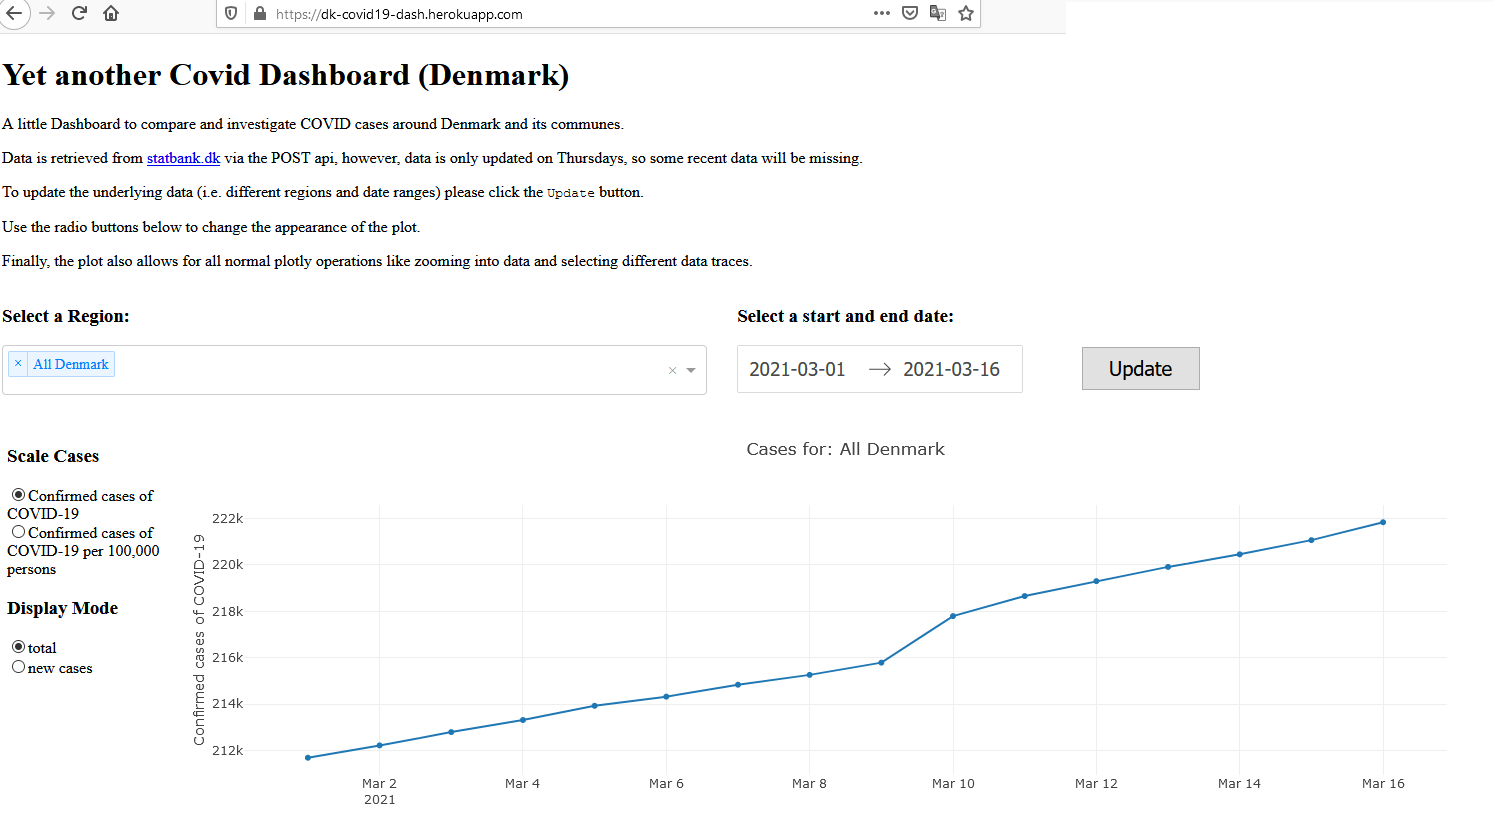 https://dk-covid19-dash.herokuapp.com
Yet another Covid Dashboard (Denmark)
A little Dashboard to compare and investigate COVID cases around Denmark and its communes.
Data is retrieved from statbank.dk via the POST api, however, data is only updated on Thursdays, so some recent data will be missing.
To update the underlying data (i.e. different regions and date ranges) please click the Update button.
Use the radio buttons below to change the appearance of the plot.
Finally, the plot also allows for all normal plotly operations like zooming into data and selecting different data traces.
Select a Region:
× All Denmark
×
Select a start and end date:
2021-03-01 → 2021-03-16
Update
Scale Cases
Confirmed cases of
COVID-19
Confirmed cases of
COVID-19 per 100,000
persons
Display Mode
total
new cases
Cases for: All Denmark
Confirmed cases of COVID-19
222k
220k
218k
216k
214k
212k
Mar 2
2021
Mar 4
Mar 6
Mar 8
Mar 10
Mar 12
Mar 14
Mar 16